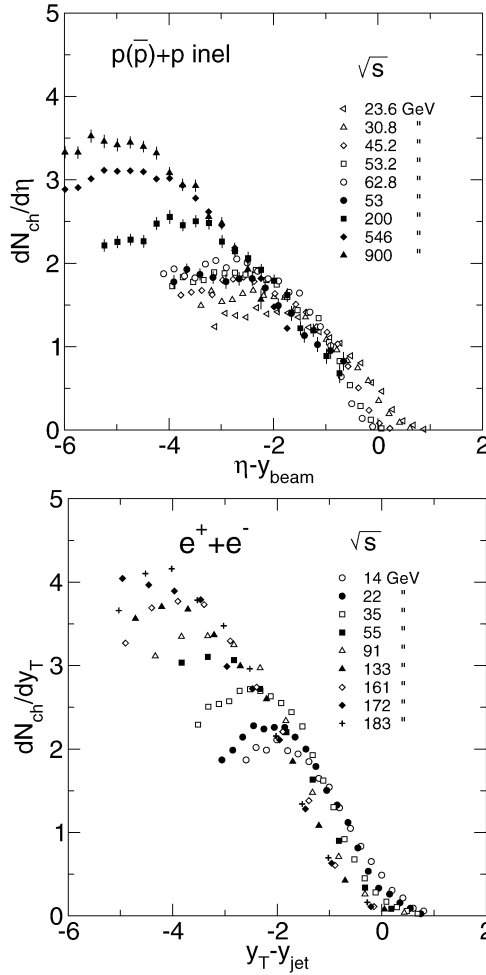 5
p(p̅)+p inel
√s
23.6 GeV
30.8 "
45.2 "
53.2 "
62.8 "
53 "
200 "
546 "
900 "
4
3
2
1
0
dN_ch/dη
-6 -4 -2 0 2
η-y_beam
5
e⁺+e⁻
√s
14 GeV
22 "
35 "
55 "
91 "
133 "
161 "
172 "
183 "
4
3
2
1
0
dN_ch/dy_T
-6 -4 -2 0 2
y_T-y_jet